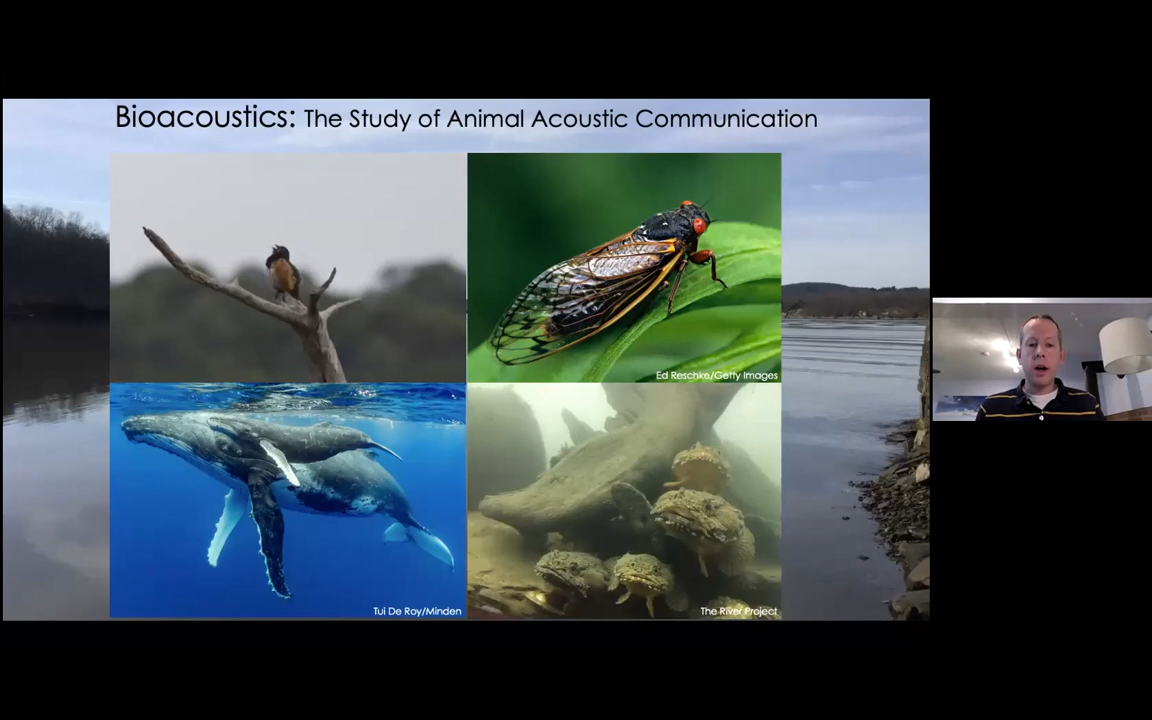 Bioacoustics: The Study of Animal Acoustic Communication
Ed Reschke/Getty Images
Tui De Roy/Minden
The River Project